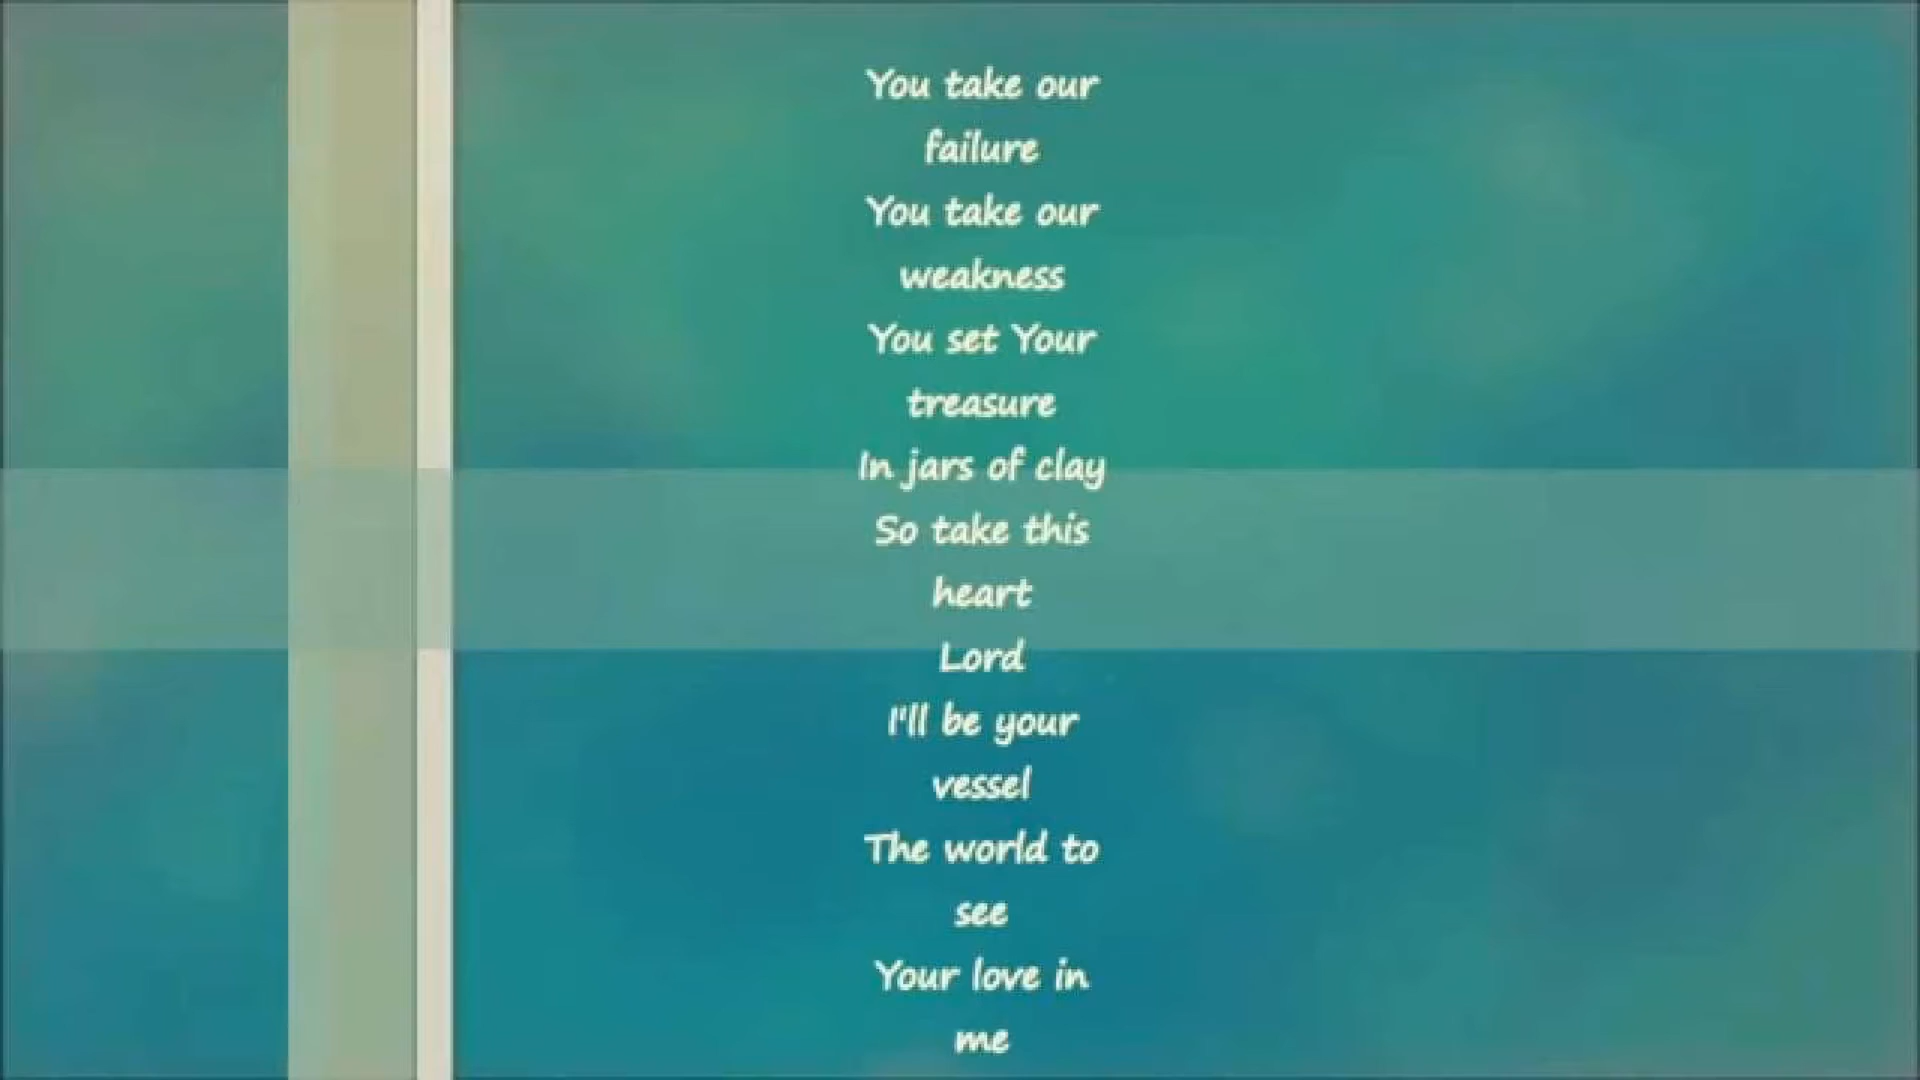 You take our
failure
You take our
weakness
You set Your
treasure
In jars of clay
So take this
heart
Lord
I'll be your
vessel
The world to
see
Your love in
me